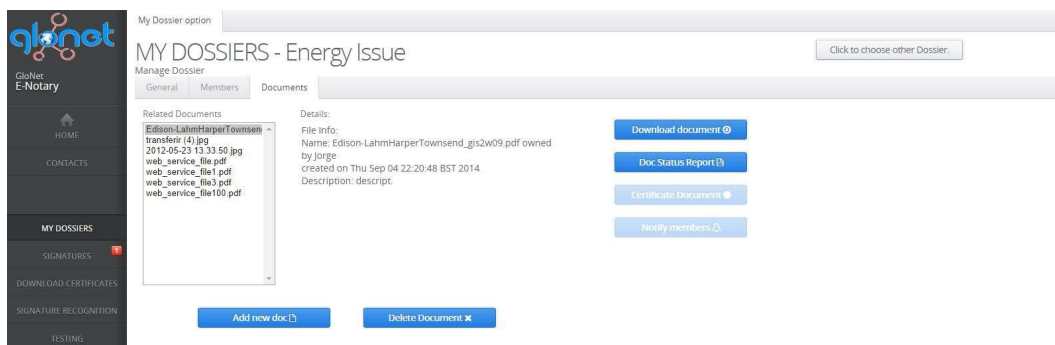 glonet
GloNet
E-Notary
HOME
CONTACTS
MY DOSSIERS
SIGNATURES 1
DOWNLOAD CERTIFICATES
SIGNATURE RECOGNITION
TESTING
My Dossier option
MY DOSSIERS - Energy Issue
Click to choose other Dossier.
Manage Dossier
General Members Documents
Related Documents
Edison-LahmHarperTownsen
transferir (4).jpg
2012-05-23 13.33.50.jpg
web_service_file.pdf
web_service_file1.pdf
web_service_file3.pdf
web_service_file100.pdf
Details:
File Info:
Name: Edison-LahmHarperTownsend_gis2w09.pdf owned
by Jorge
created on Thu Sep 04 22:20:48 BST 2014
Description: descript.
Download document
Doc Status Report
Certificate Document
Notify members
Add new doc
Delete Document